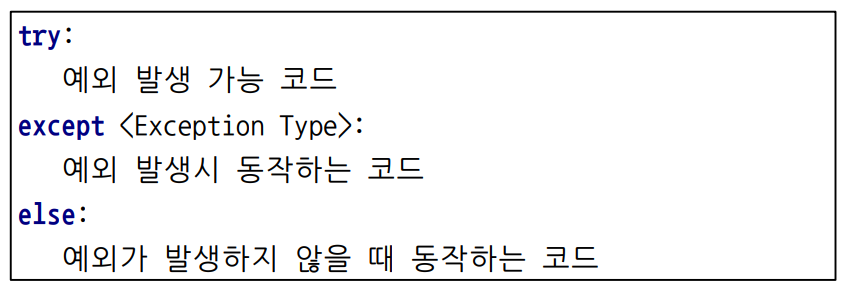 try:
예외 발생 가능 코드
except <Exception Type>:
예외 발생시 동작하는 코드
else:
예외가 발생하지 않을 때 동작하는 코드